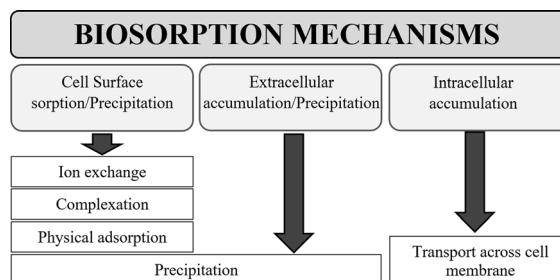 BIOSORPTION MECHANISMS
Cell Surface
sorption/Precipitation
Extracellular
accumulation/Precipitation
Intracellular
accumulation
Ion exchange
Complexation
Physical adsorption
Precipitation
Transport across cell
membrane